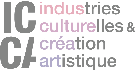 IC industries
culturelles &
CA création
artistique